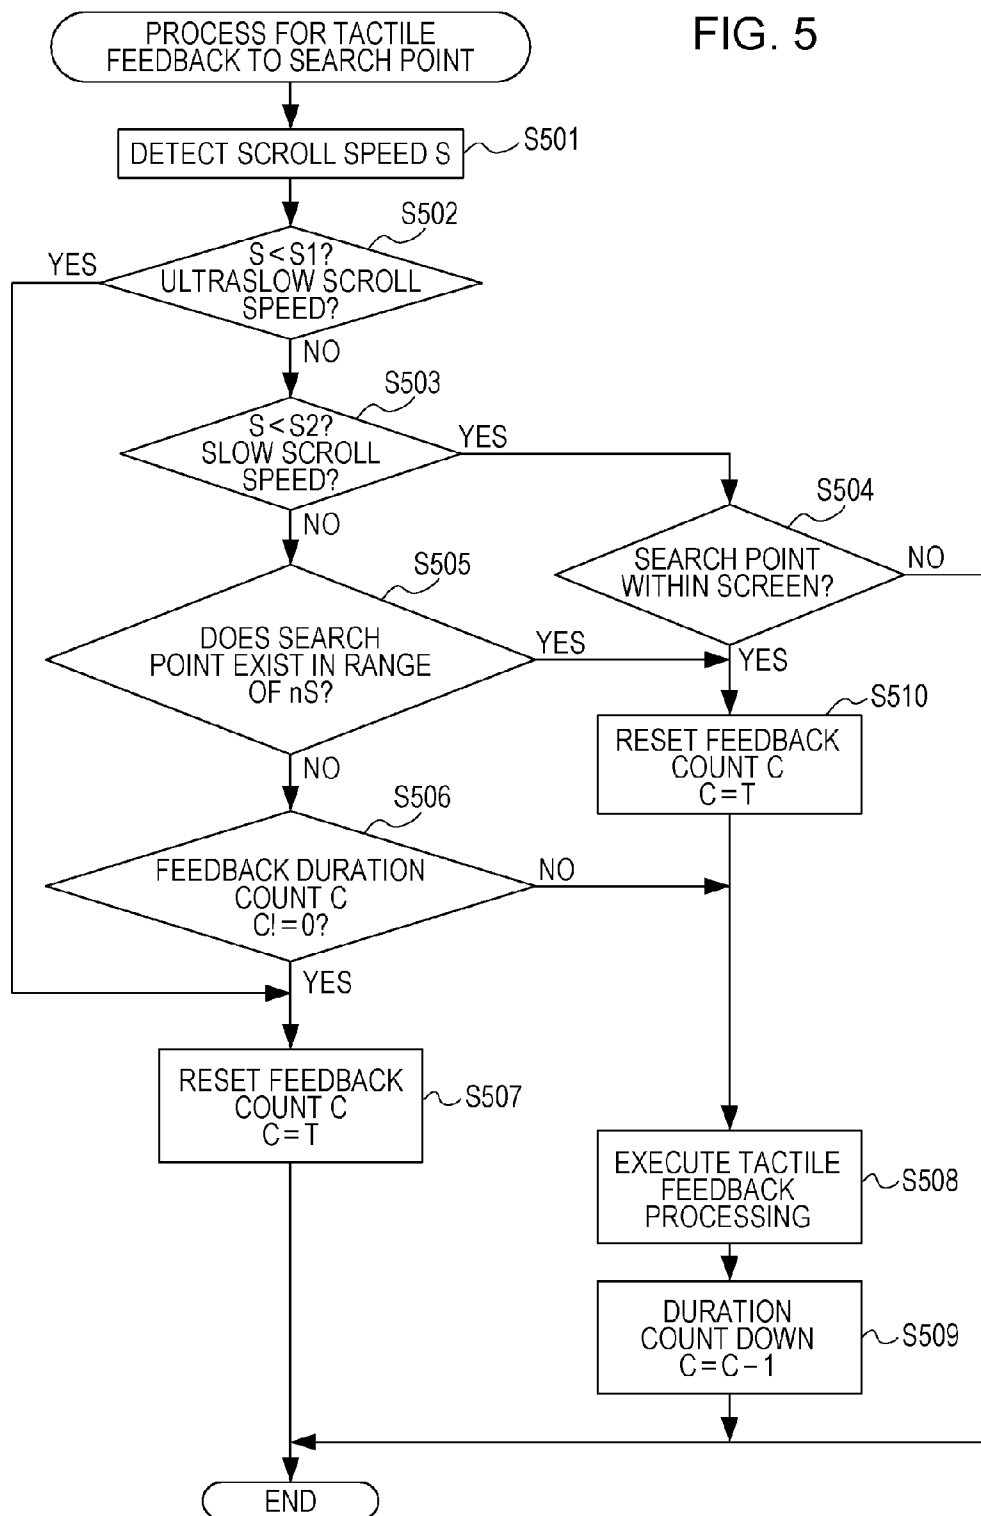 FIG. 5
PROCESS FOR TACTILE
FEEDBACK TO SEARCH POINT
DETECT SCROLL SPEED S
S501
S502
S<S1?
ULTRASLOW SCROLL
SPEED?
YES
NO
S503
S<S2?
SLOW SCROLL
SPEED?
YES
NO
S504
SEARCH POINT
WITHIN SCREEN?
NO
YES
S505
DOES SEARCH
POINT EXIST IN RANGE
OF nS?
YES
NO
S510
RESET FEEDBACK
COUNT C
C=T
S506
FEEDBACK DURATION
COUNT C
C!=0?
NO
YES
RESET FEEDBACK
COUNT C
C=T
S507
EXECUTE TACTILE
FEEDBACK
PROCESSING
S508
DURATION
COUNT DOWN
C=C−1
S509
END